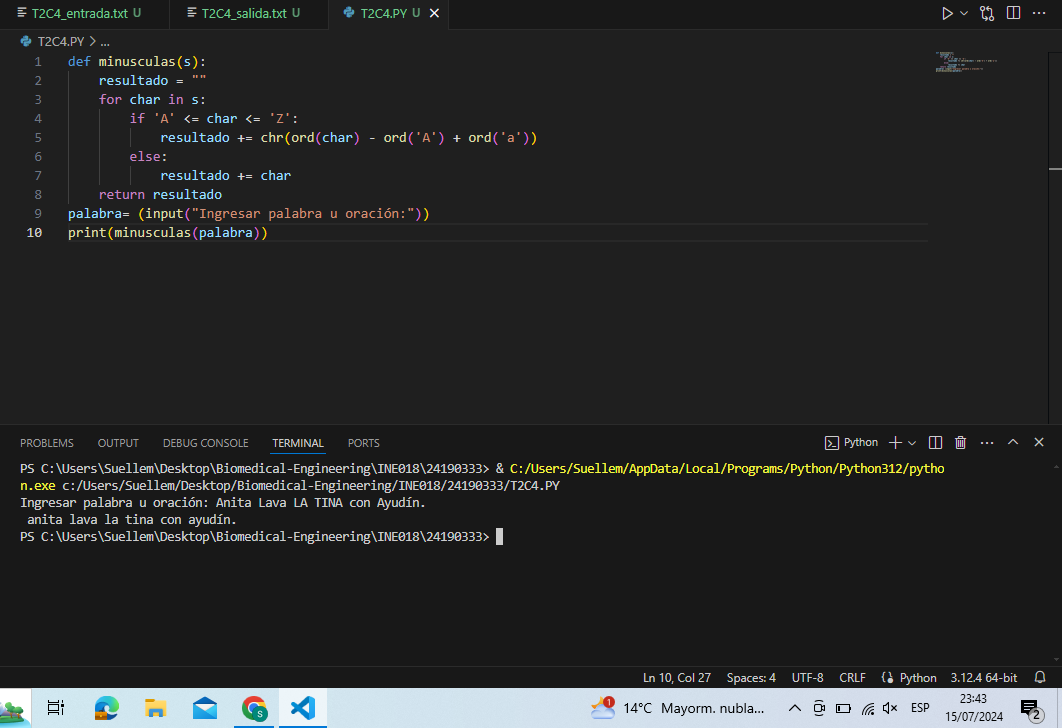 T2C4_entrada.txt U T2C4_salida.txt U T2C4.PY U
T2C4.PY > ...
1 def minusculas(s):
2 resultado = ""
3 for char in s:
4 if 'A' <= char <= 'Z':
5 resultado += chr(ord(char) - ord('A') + ord('a'))
6 else:
7 resultado += char
8 return resultado
9 palabra= (input("Ingresar palabra u oración:"))
10 print(minusculas(palabra))
PROBLEMS OUTPUT DEBUG CONSOLE TERMINAL PORTS Python
PS C:\Users\Suellem\Desktop\Biomedical-Engineering\INE018\24190333> & C:/Users/Suellem/AppData/Local/Programs/Python/Python312/pytho
n.exe c:/Users/Suellem/Desktop/Biomedical-Engineering/INE018/24190333/T2C4.PY
Ingresar palabra u oración: Anita Lava LA TINA con Ayudín.
anita lava la tina con ayudín.
PS C:\Users\Suellem\Desktop\Biomedical-Engineering\INE018\24190333>
Ln 10, Col 27 Spaces: 4 UTF-8 CRLF Python 3.12.4 64-bit
1 14°C Mayorm. nubla... ESP 23:43
15/07/2024 2